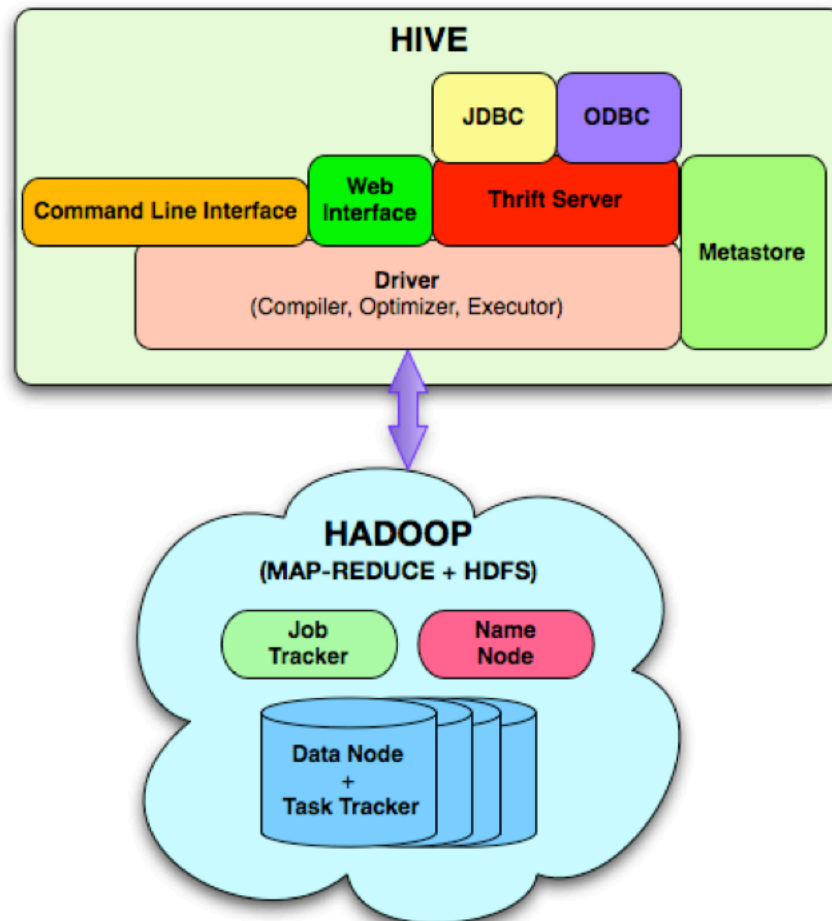 HIVE
JDBC
ODBC
Command Line Interface
Web
Interface
Thrift Server
Metastore
Driver
(Compiler, Optimizer, Executor)
HADOOP
(MAP-REDUCE + HDFS)
Job
Tracker
Name
Node
Data Node
+
Task Tracker